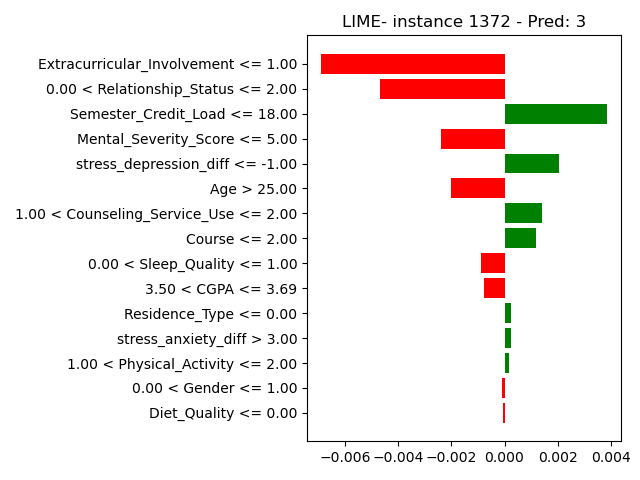 LIME- instance 1372 - Pred: 3
Extracurricular_Involvement <= 1.00
0.00 < Relationship_Status <= 2.00
Semester_Credit_Load <= 18.00
Mental_Severity_Score <= 5.00
stress_depression_diff <= -1.00
Age > 25.00
1.00 < Counseling_Service_Use <= 2.00
Course <= 2.00
0.00 < Sleep_Quality <= 1.00
3.50 < CGPA <= 3.69
Residence_Type <= 0.00
stress_anxiety_diff > 3.00
1.00 < Physical_Activity <= 2.00
0.00 < Gender <= 1.00
Diet_Quality <= 0.00
−0.006 −0.004 −0.002 0.000 0.002 0.004